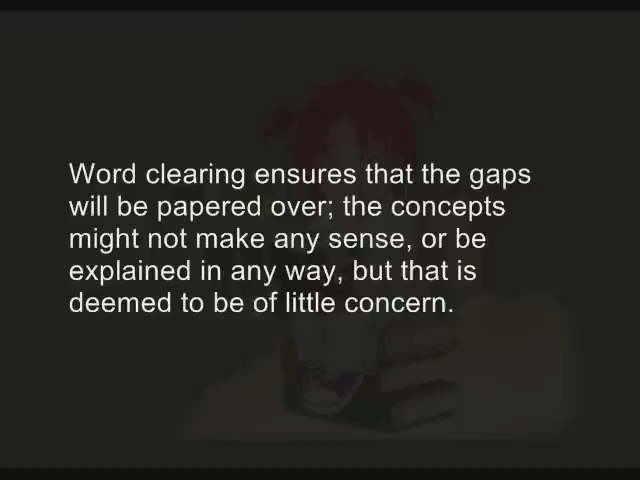 Word clearing ensures that the gaps
will be papered over; the concepts
might not make any sense, or be
explained in any way, but that is
deemed to be of little concern.